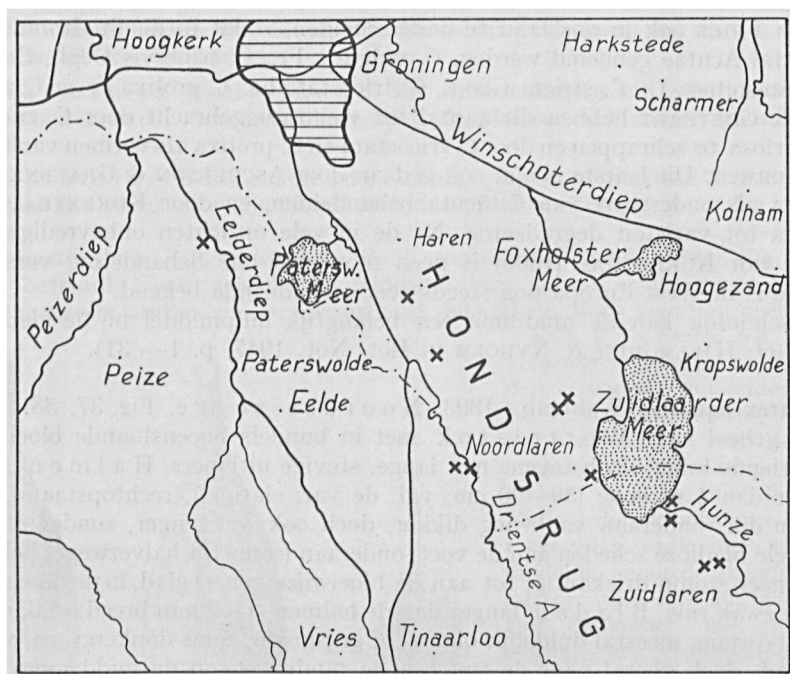 Hoogkerk
Groningen
Harkstede
Scharmer
Winschoterdiep
Kolham
Peizerdiep
Eelderdiep
Patersw.
Meer
Haren
Foxholster
Meer
Hoogezand
HONDSRUG
Peize
Paterswolde
Eelde
Kropswolde
Zuidlaarder
Meer
Noordlaren
Drentse A
Hunze
Zuidlaren
Vries
Tinaarloo